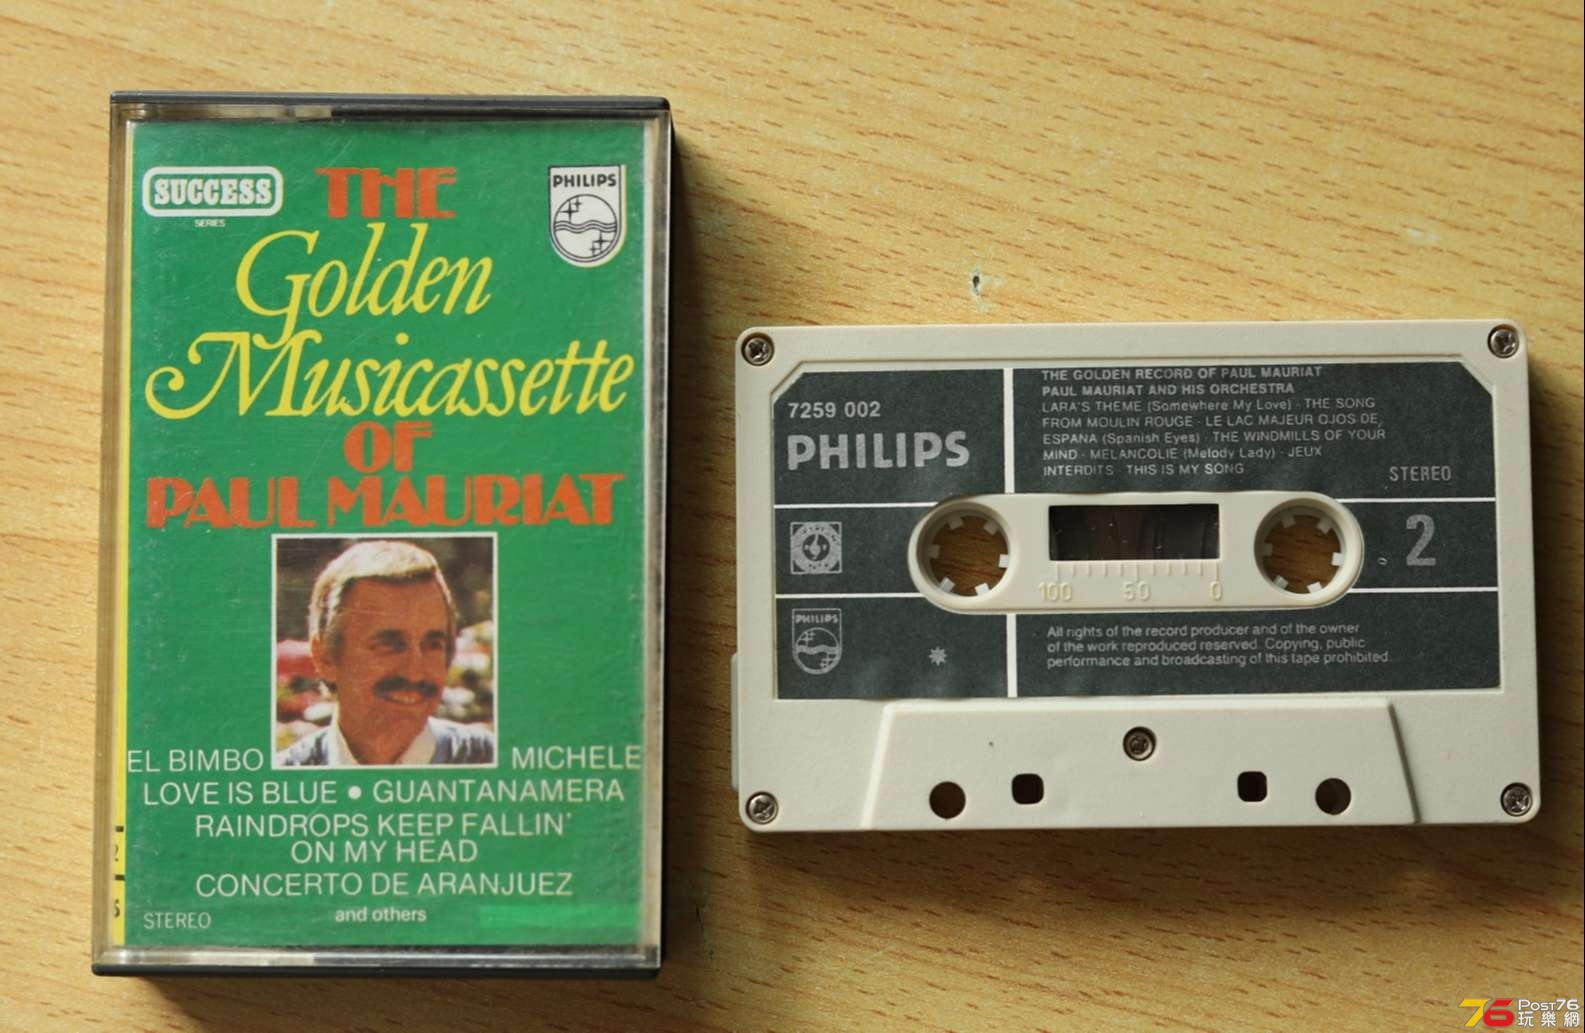 SUCCESS
SERIES
PHILIPS
THE
Golden
Musicassette
OF
PAUL MAURIAT
EL BIMBO
MICHELE
LOVE IS BLUE • GUANTANAMERA
RAINDROPS KEEP FALLIN'
ON MY HEAD
CONCERTO DE ARANJUEZ
and others
STEREO
7259 002
PHILIPS
THE GOLDEN RECORD OF PAUL MAURIAT
PAUL MAURIAT AND HIS ORCHESTRA
LARA'S THEME (Somewhere My Love) · THE SONG
FROM MOULIN ROUGE · LE LAC MAJEUR OJOS DE
ESPANA (Spanish Eyes) · THE WINDMILLS OF YOUR
MIND · MELANCOLIE (Melody Lady) · JEUX
INTERDITS · THIS IS MY SONG
STEREO
2
100 50 0
PHILIPS
All rights of the record producer and of the owner
of the work reproduced reserved. Copying, public
performance and broadcasting of this tape prohibited.
76 POST76
玩樂網